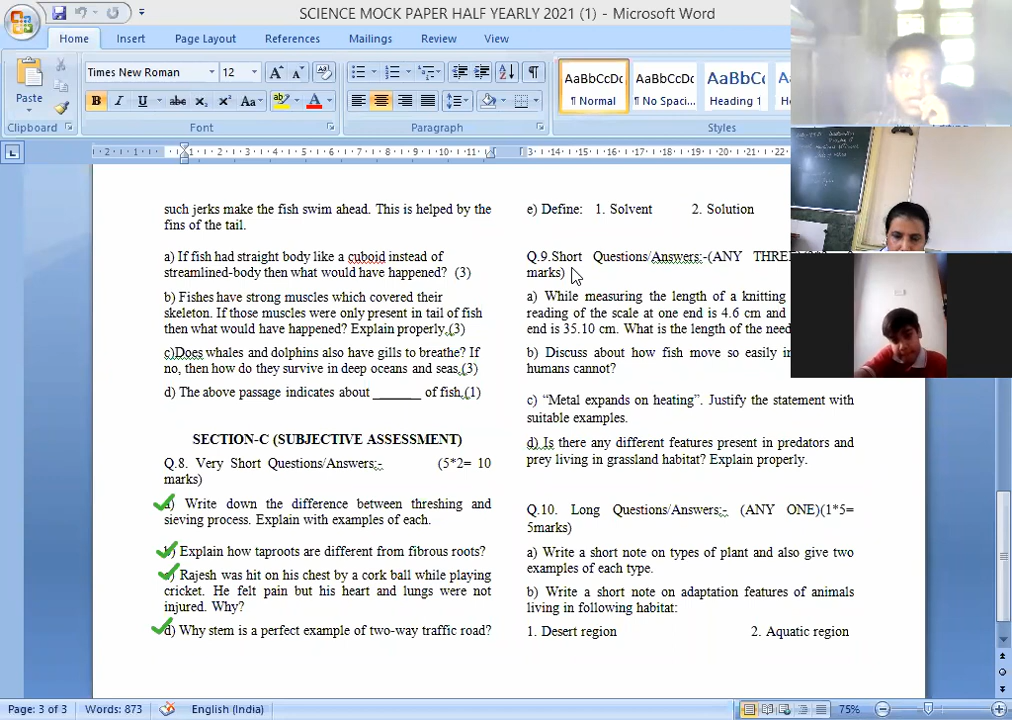 SCIENCE MOCK PAPER HALF YEARLY 2021 (1) - Microsoft Word
Home Insert Page Layout References Mailings Review View
Times New Roman 12
Paste
B I U abc X₂ X² Aa A
AaBbCcDc AaBbCcDc AaBbCc
¶ Normal ¶ No Spaci... Heading 1
Clipboard Font Paragraph Styles
such jerks make the fish swim ahead. This is helped by the
fins of the tail.
a) If fish had straight body like a cuboid instead of
streamlined-body then what would have happened? (3)
b) Fishes have strong muscles which covered their
skeleton. If those muscles were only present in tail of fish
then what would have happened? Explain properly.(3)
c)Does whales and dolphins also have gills to breathe? If
no, then how do they survive in deep oceans and seas.(3)
d) The above passage indicates about _______ of fish.(1)
SECTION-C (SUBJECTIVE ASSESSMENT)
Q.8. Very Short Questions/Answers:- (5*2= 10
marks)
a) Write down the difference between threshing and
sieving process. Explain with examples of each.
b) Explain how taproots are different from fibrous roots?
c) Rajesh was hit on his chest by a cork ball while playing
cricket. He felt pain but his heart and lungs were not
injured. Why?
d) Why stem is a perfect example of two-way traffic road?
e) Define: 1. Solvent 2. Solution
Q.9.Short Questions/Answers:-(ANY THREE)
marks)
a) While measuring the length of a knitting
reading of the scale at one end is 4.6 cm and
end is 35.10 cm. What is the length of the
b) Discuss about how fish move so easily
humans cannot?
c) “Metal expands on heating”. Justify the statement with
suitable examples.
d) Is there any different features present in predators and
prey living in grassland habitat? Explain properly.
Q.10. Long Questions/Answers:- (ANY ONE)(1*5=
5marks)
a) Write a short note on types of plant and also give two
examples of each type.
b) Write a short note on adaptation features of animals
living in following habitat:
1. Desert region 2. Aquatic region
Page: 3 of 3 Words: 873 English (India) 75%